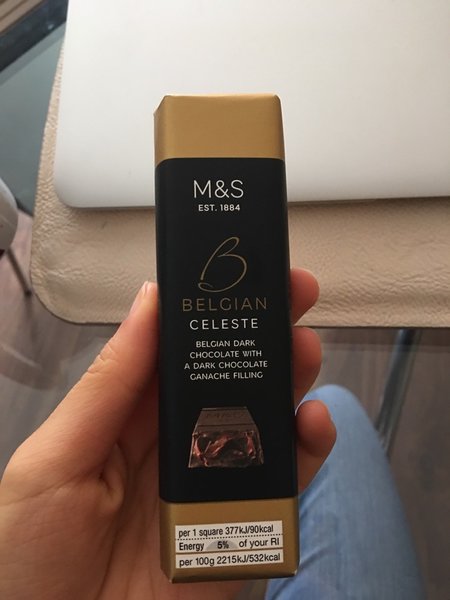 M&S
EST. 1884
B
BELGIAN
CELESTE
BELGIAN DARK
CHOCOLATE WITH
A DARK CHOCOLATE
GANACHE FILLING
per 1 square 377kJ/90kcal
Energy 5% of your RI
per 100g 2215kJ/532kcal